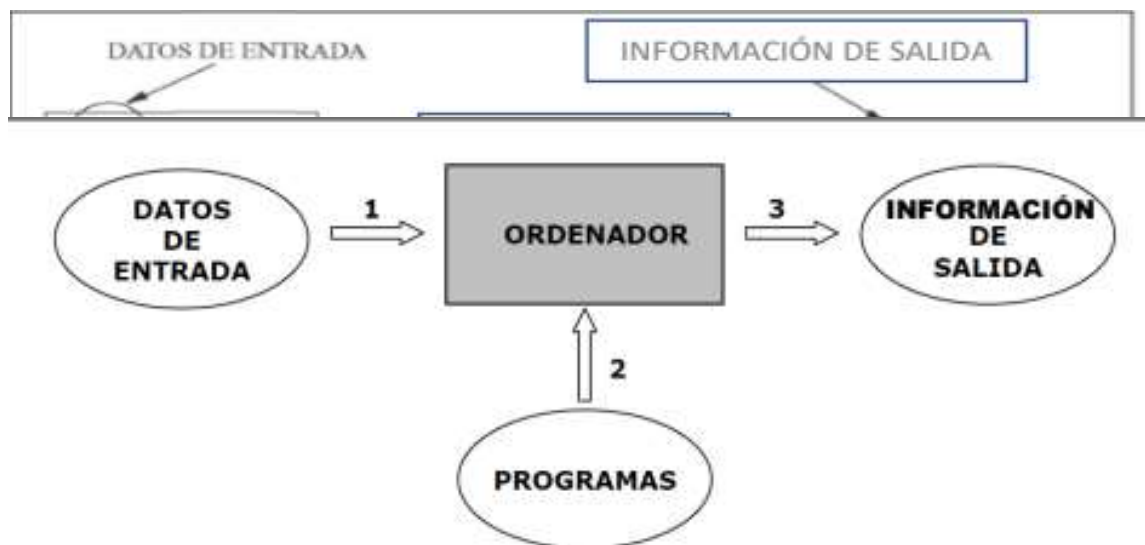 DATOS DE ENTRADA
INFORMACIÓN DE SALIDA
DATOS
DE
ENTRADA
1
ORDENADOR
3
INFORMACIÓN
DE
SALIDA
2
PROGRAMAS